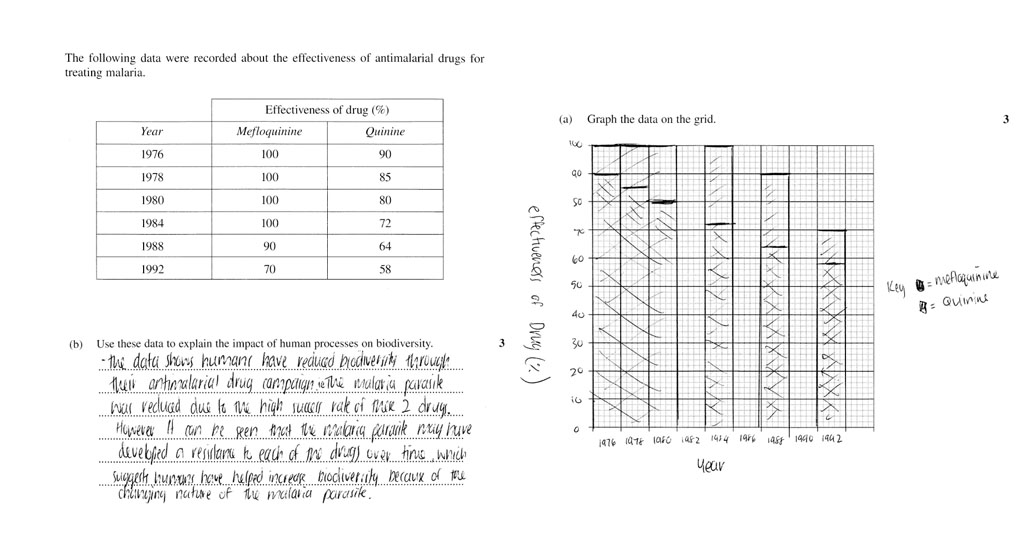 The following data were recorded about the effectiveness of antimalarial drugs for
treating malaria.
Effectiveness of drug (%)
Year Mefloquinine Quinine
1976 100 90
1978 100 85
1980 100 80
1984 100 72
1988 90 64
1992 70 58
(b) Use these data to explain the impact of human processes on biodiversity. 3
- The data shows humans have reduced biodiversity through
their antimalarial drug campaign as the malaria parasite
was reduced due to the high success rate of these 2 drugs.
However it can be seen that the malaria parasite may have
developed a resistance to each of the drugs over time, which
suggests humans have helped increase biodiversity because of the
changing nature of the malaria parasite.
(a) Graph the data on the grid. 3
effectiveness of Drug (%)
100
90
80
70
60
50
40
30
20
10
0
1976 1978 1980 1982 1984 1986 1988 1990 1992
Year
Key = mefloquinine
= Quinine